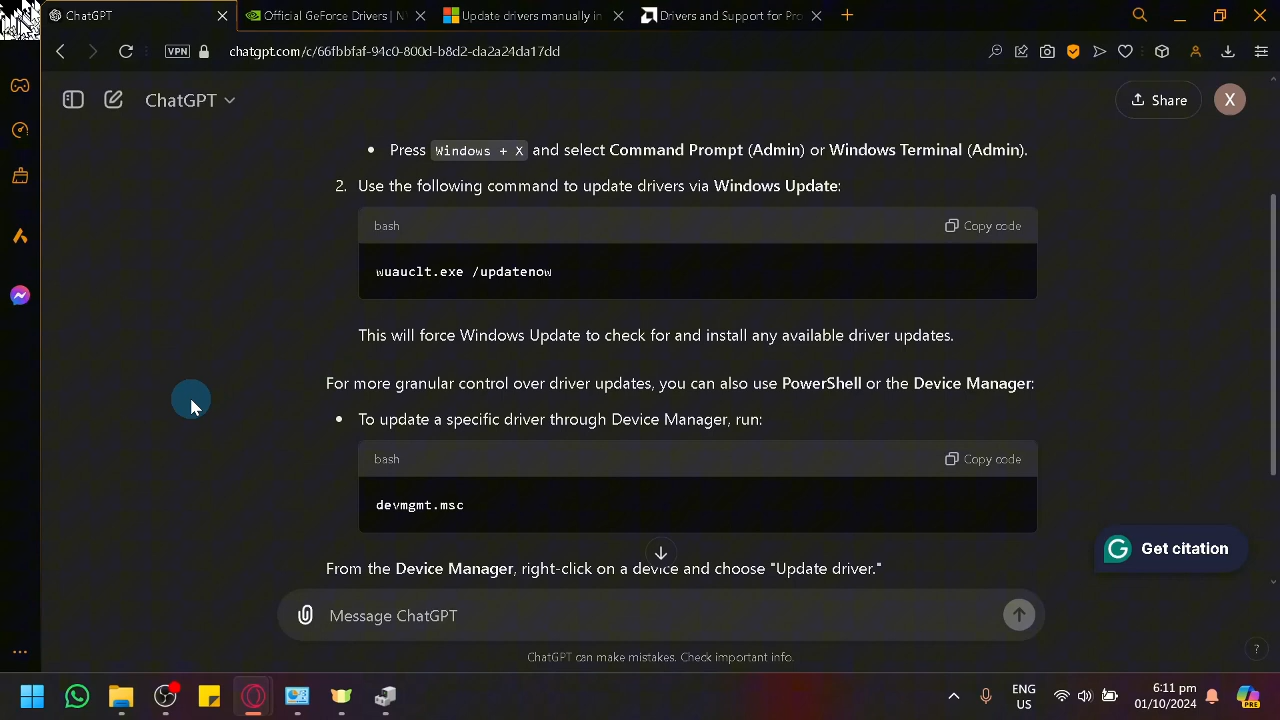 ChatGPT
Official GeForce Drivers | N
Update drivers manually in
Drivers and Support for Pro
VPN
chatgpt.com/c/66fbbfaf-94c0-800d-b8d2-da2a24da17dd
ChatGPT
Share
X
Press Windows + X and select Command Prompt (Admin) or Windows Terminal (Admin).
2. Use the following command to update drivers via Windows Update:
bash
Copy code
wuauclt.exe /updatenow
This will force Windows Update to check for and install any available driver updates.
For more granular control over driver updates, you can also use PowerShell or the Device Manager:
To update a specific driver through Device Manager, run:
bash
Copy code
devmgmt.msc
Get citation
From the Device Manager, right-click on a device and choose "Update driver."
Message ChatGPT
ChatGPT can make mistakes. Check important info.
?
ENG
US
6:11 pm
01/10/2024
PRE